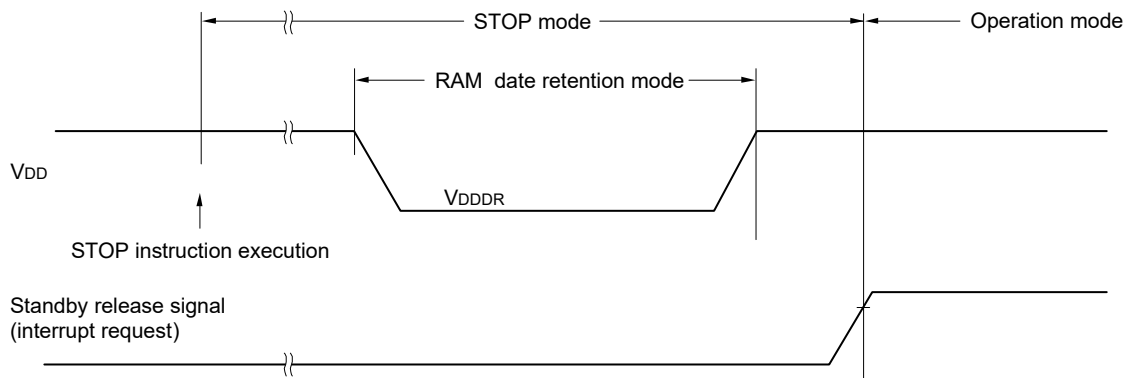 STOP mode
Operation mode
RAM date retention mode
VDD
VDDDR
STOP instruction execution
Standby release signal
(interrupt request)